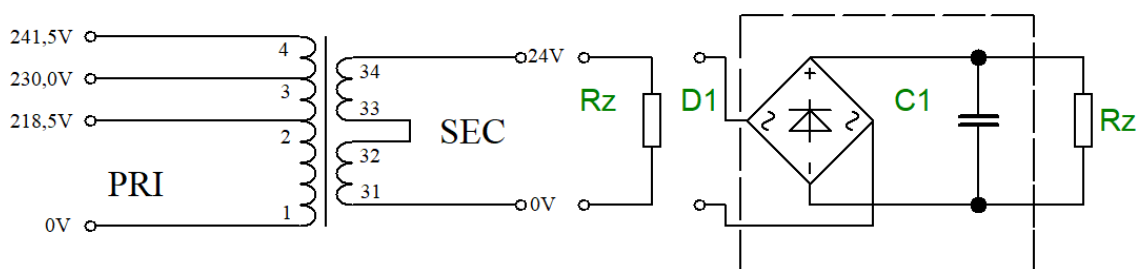 241,5V
4
230,0V
3
218,5V
2
PRI
0V
1
34
33
32
31
SEC
24V
0V
Rz
D1
+
-
C1
Rz